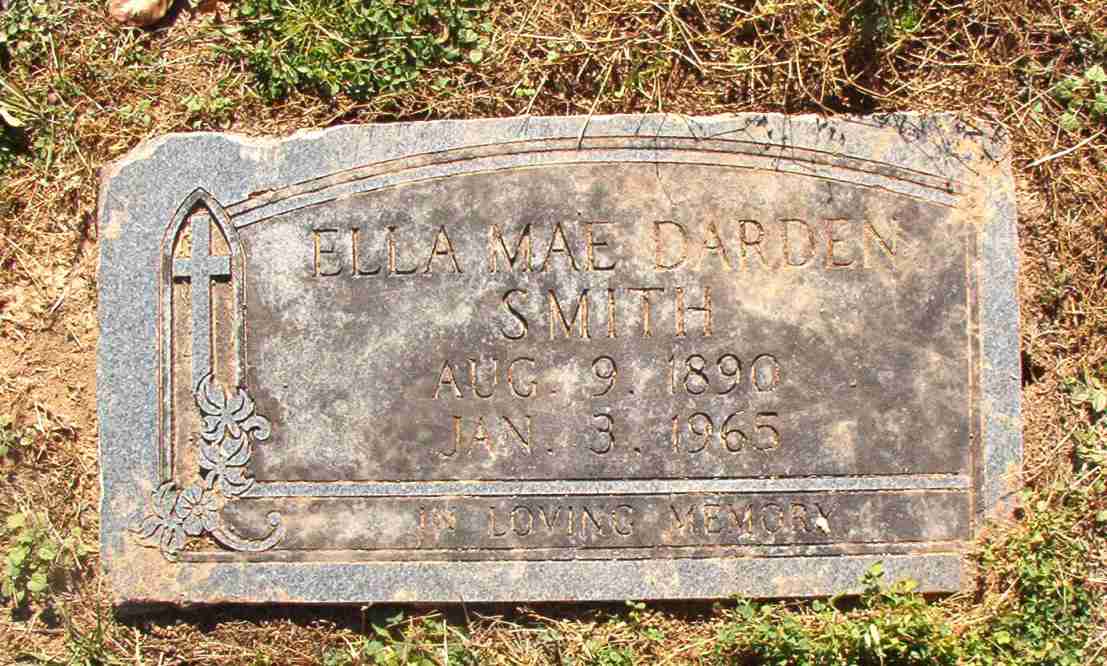 ELLA MAE DARDEN
SMITH
AUG. 9. 1890
JAN. 3. 1965
IN LOVING MEMORY